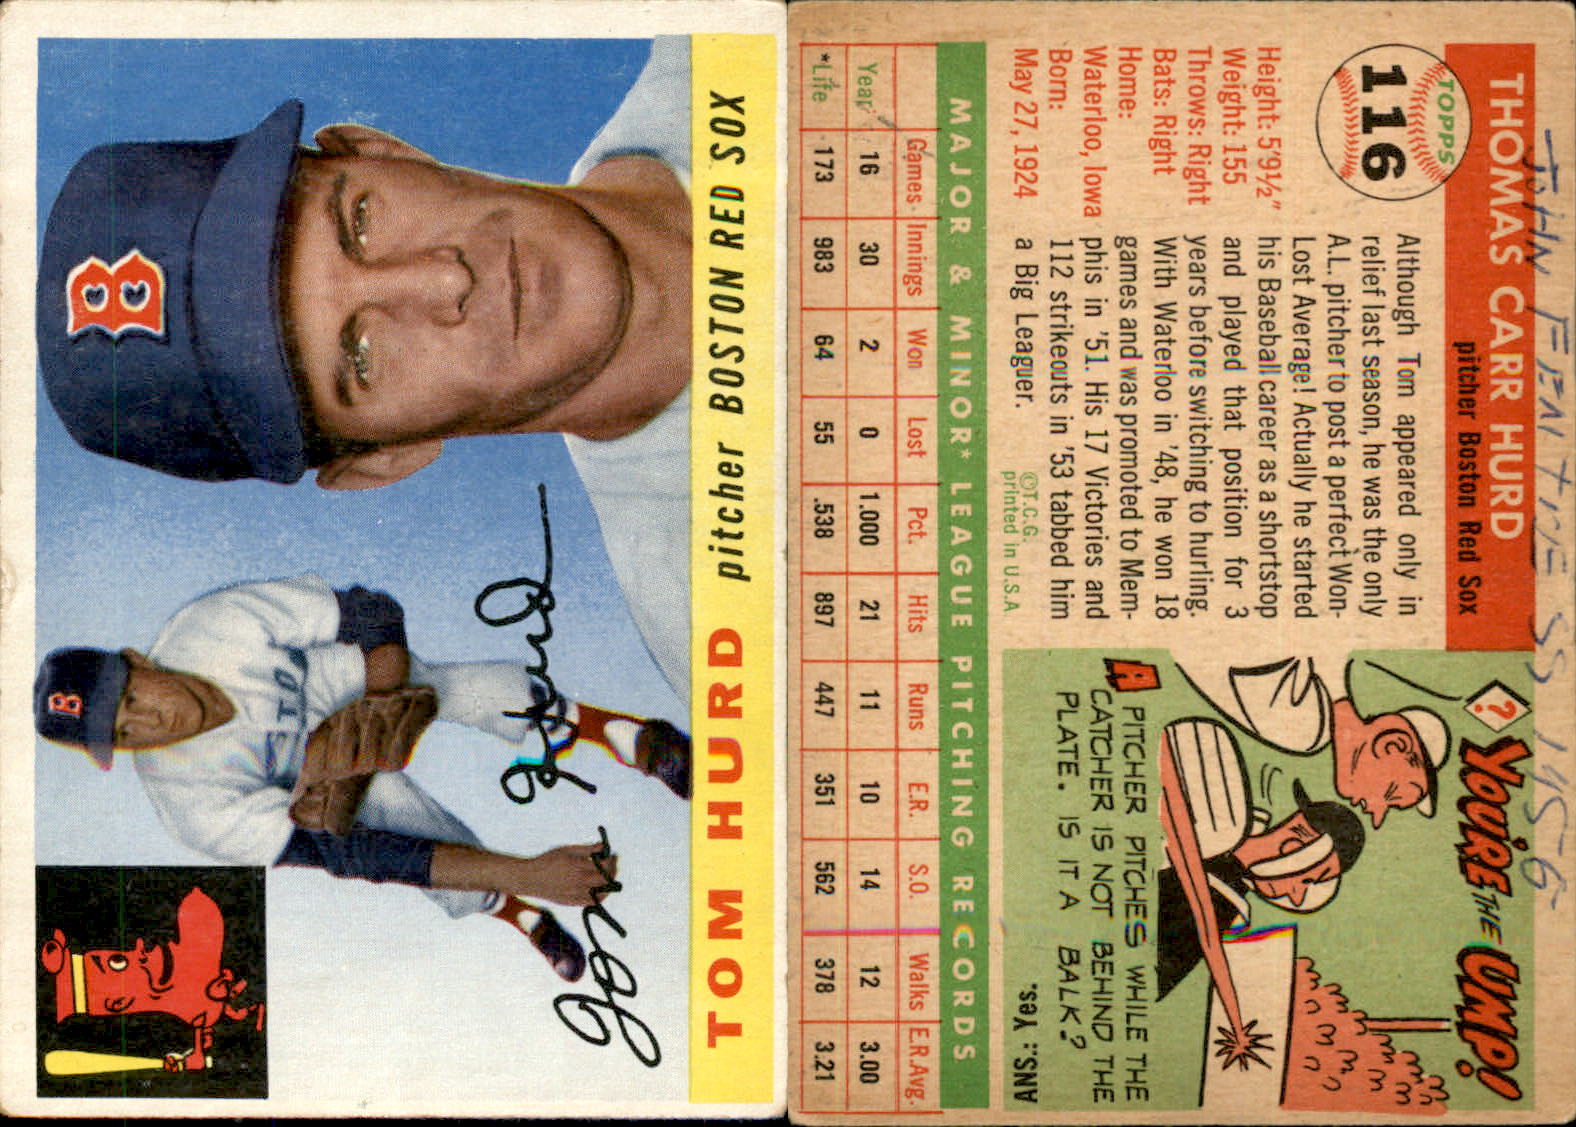 TOM HURD pitcher BOSTON RED SOX
B
B
BOSTON
Tom Hurd
THOMAS CARR HURD
pitcher Boston Red Sox
TOPPS
116
Height: 5'9½"
Weight: 155
Throws: Right
Bats: Right
Home:
Waterloo, Iowa
Born:
May 27, 1924
Although Tom appeared only in
relief last season, he was the only
A.L. pitcher to post a perfect Won-
Lost Average! Actually he started
his Baseball career as a shortstop
and played that position for 3
years before switching to hurling.
With Waterloo in '48, he won 18
games and was promoted to Mem-
phis in '51. His 17 Victories and
112 strikeouts in '53 tabbed him
a Big Leaguer.
©T.C.G.
printed in U.S.A
? YOU'RE THE UMP!
A PITCHER PITCHES WHILE THE
CATCHER IS NOT BEHIND THE
PLATE. IS IT A BALK?
ANS.: Yes.
MAJOR & MINOR* LEAGUE PITCHING RECORDS
Games Innings Won Lost Pct. Hits Runs E.R. S.O. Walks E.R.Avg.
Year 16 30 2 0 1.000 21 11 10 14 12 3.00
*Life 173 983 64 55 .538 897 447 351 562 378 3.21